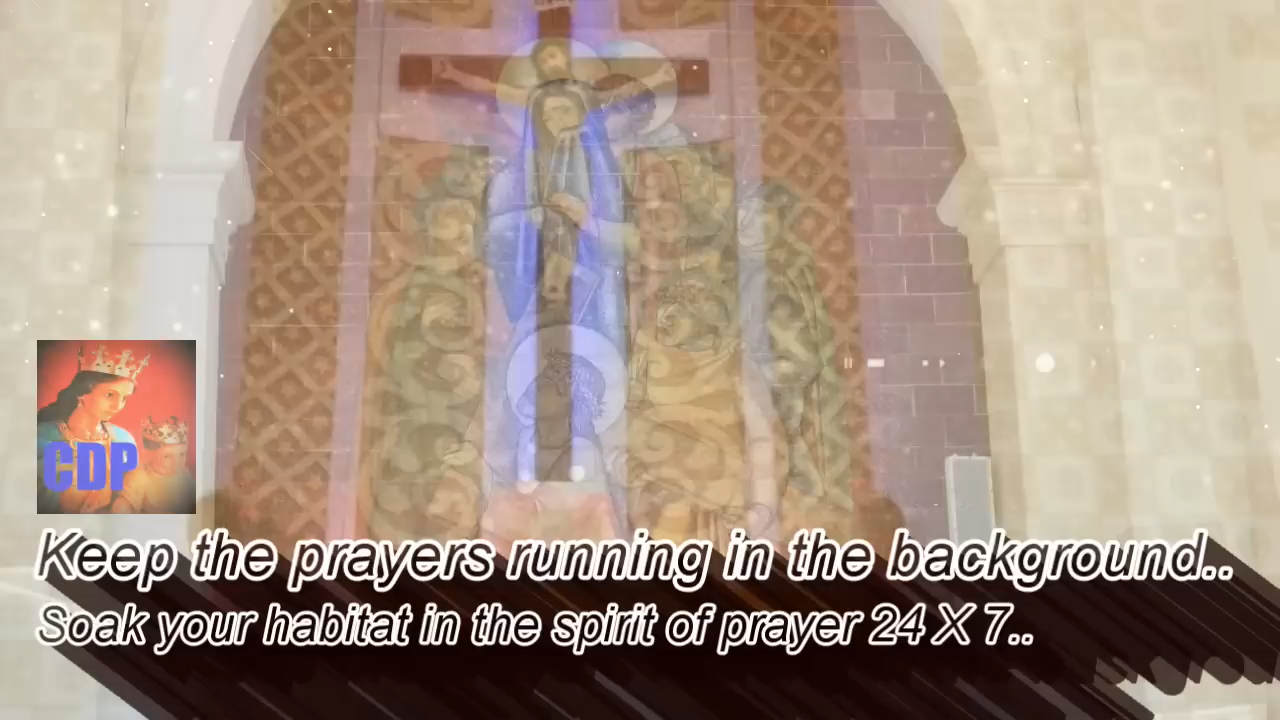 CDP
Keep the prayers running in the background..
Soak your habitat in the spirit of prayer 24 X 7..